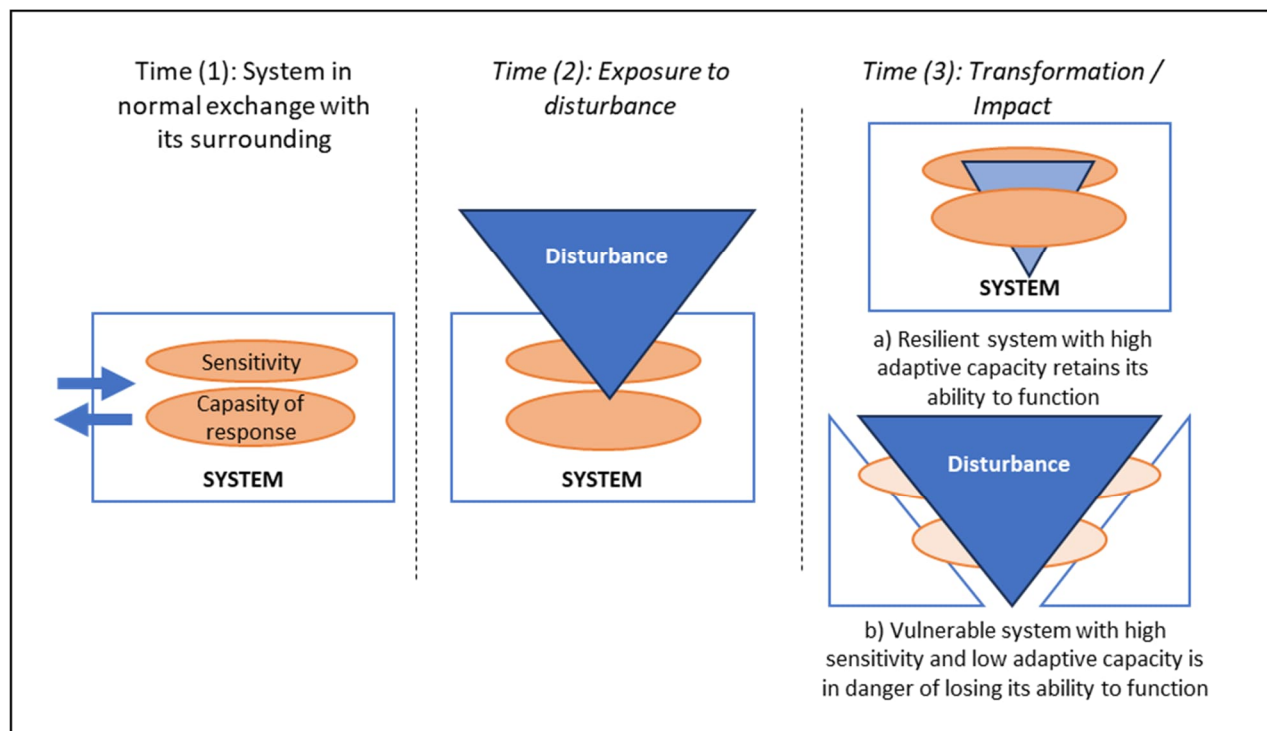 Time (1): System in
normal exchange with
its surrounding
Sensitivity
Capasity of
response
SYSTEM
Time (2): Exposure to
disturbance
Disturbance
SYSTEM
Time (3): Transformation /
Impact
SYSTEM
a) Resilient system with high
adaptive capacity retains its
ability to function
Disturbance
b) Vulnerable system with high
sensitivity and low adaptive capacity is
in danger of losing its ability to function